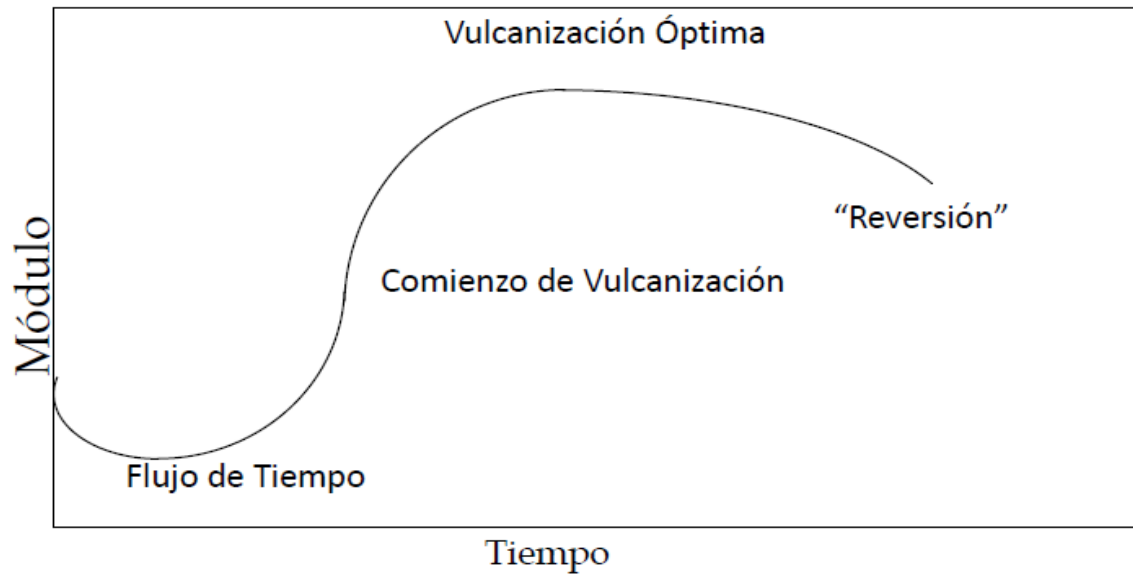 Vulcanización Óptima
“Reversión”
Módulo
Comienzo de Vulcanización
Flujo de Tiempo
Tiempo